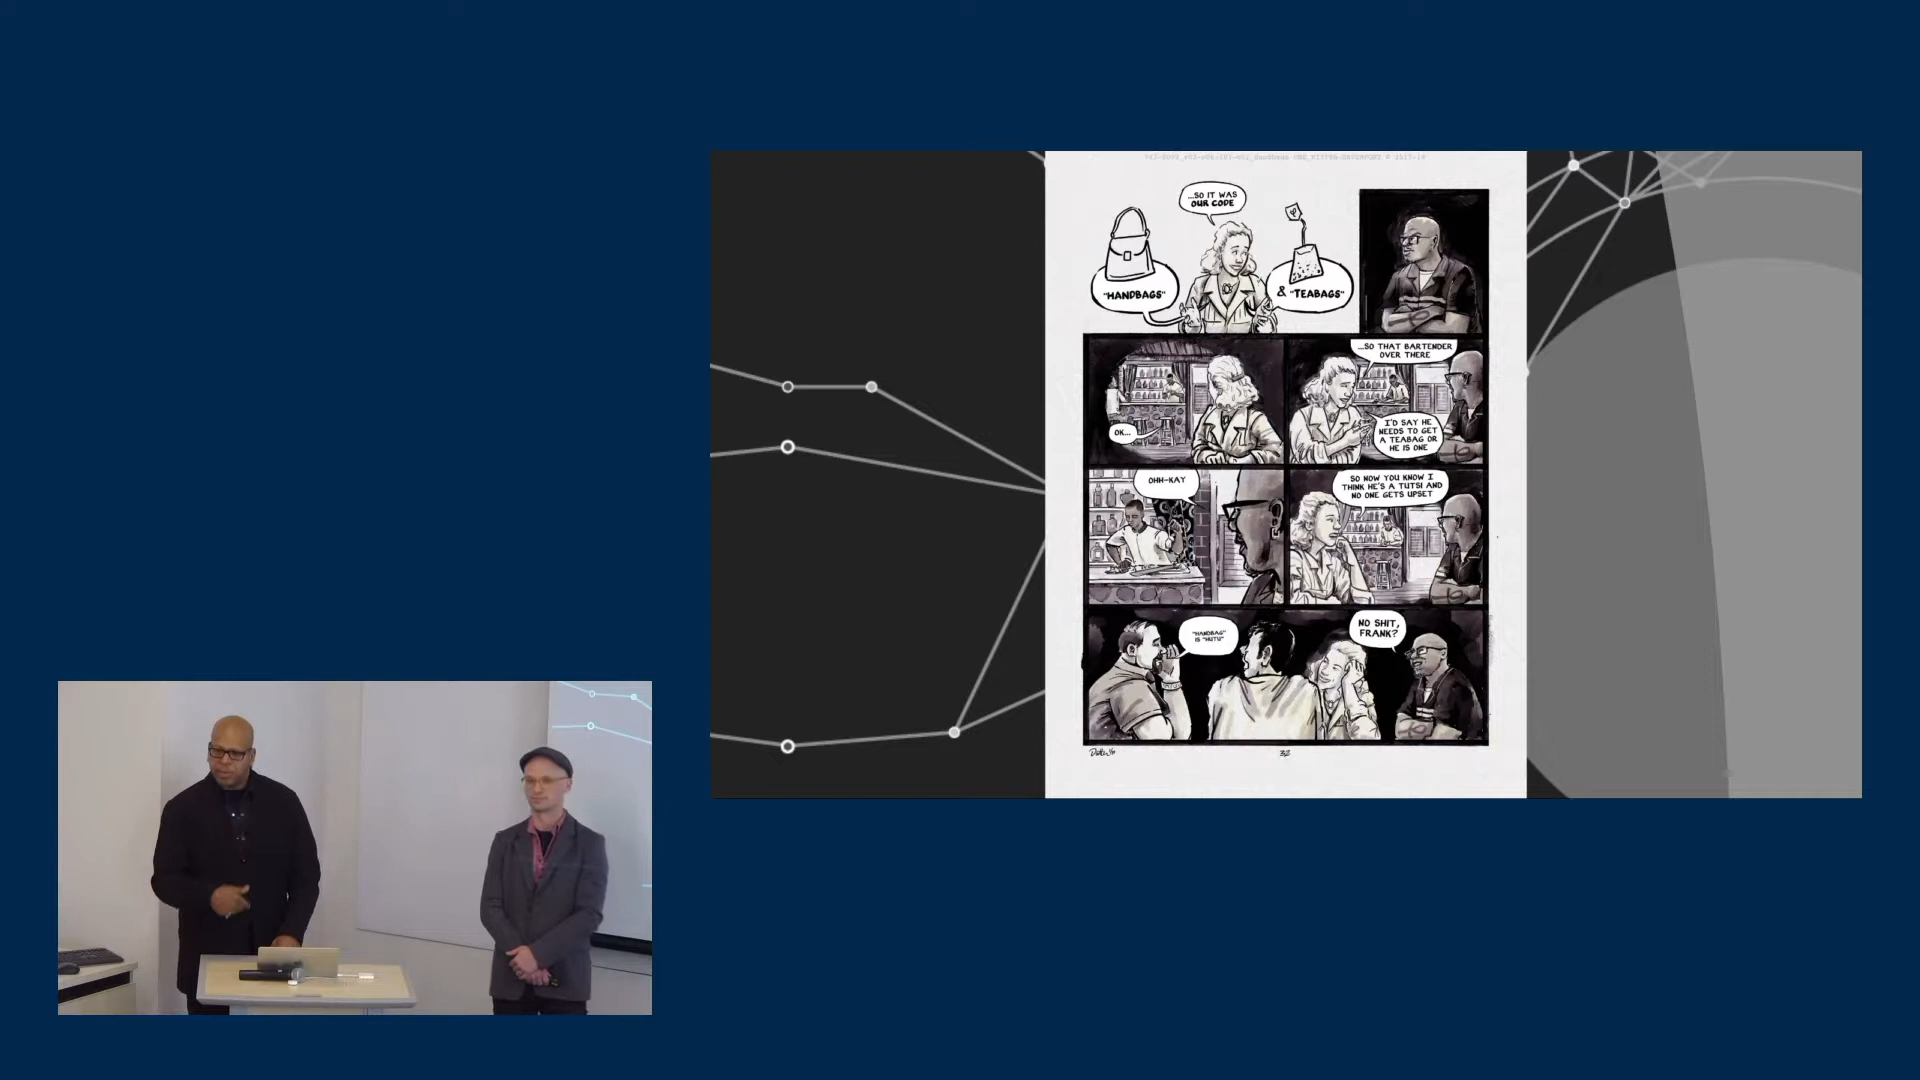 ...SO IT WAS
OUR CODE
"HANDBAGS"
& "TEABAGS"
OK...
...SO THAT BARTENDER
OVER THERE
I'D SAY HE
NEEDS TO GET
A TEABAG OR
HE IS ONE
OHH-KAY
SO NOW YOU KNOW I
THINK HE'S A TUTSI AND
NO ONE GETS UPSET
"HANDBAG"
IS "HUTU"
NO SHIT,
FRANK?
32